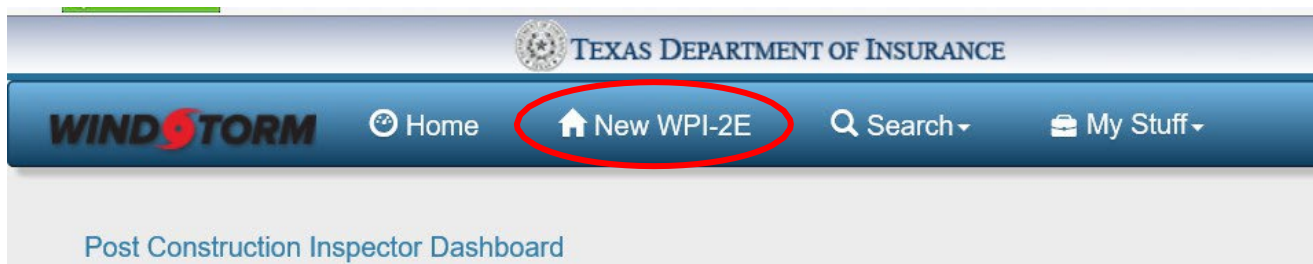 TEXAS DEPARTMENT OF INSURANCE
WINDSTORM Home New WPI-2E Search My Stuff
Post Construction Inspector Dashboard